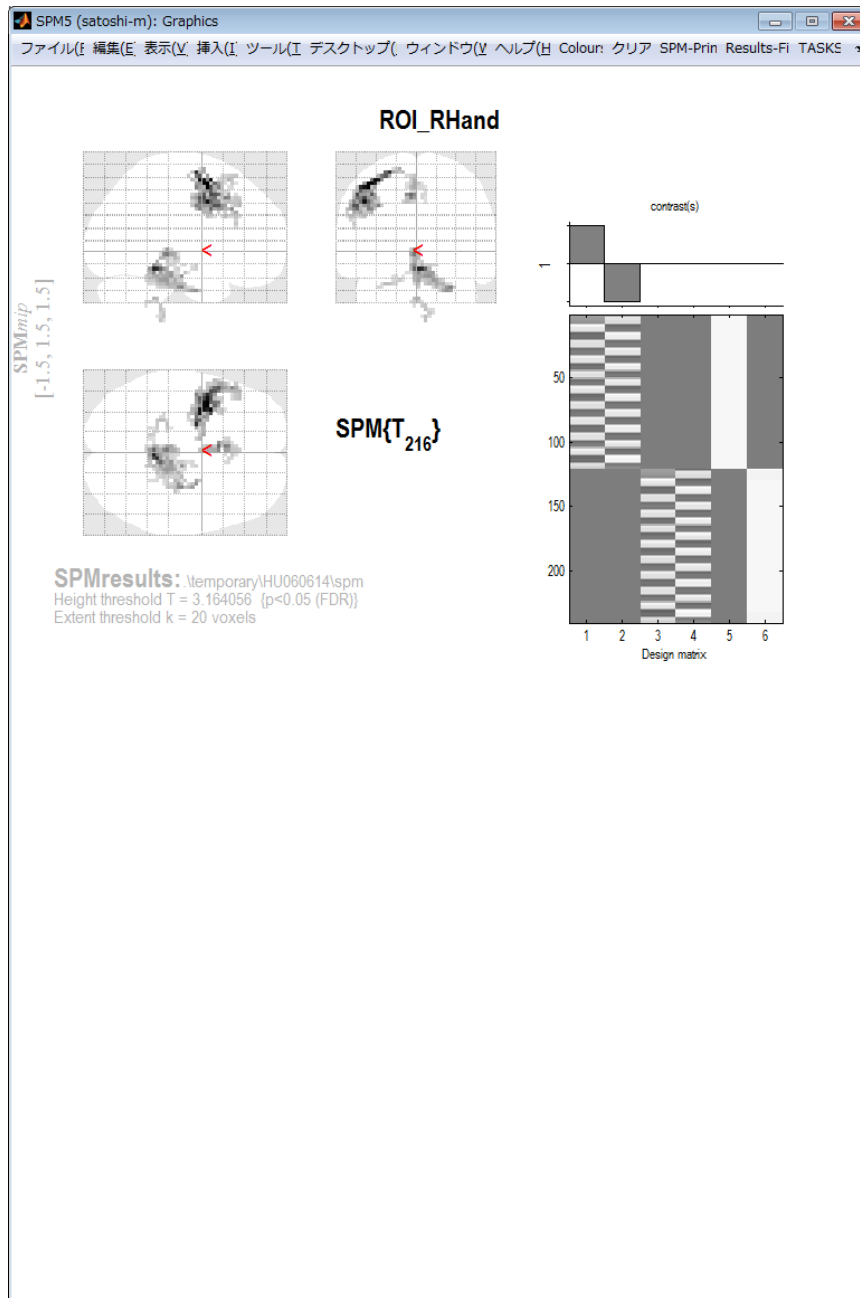 SPM5 (satoshi-m): Graphics
ファイル(F 編集(E 表示(V 挿入(I ツール(T デスクトップ( ウィンドウ(W ヘルプ(H Colour: クリア SPM-Prin Results-Fi TASKS
ROI_RHand
SPMmip
[-1.5, 1.5, 1.5]
contrast(s)
1
SPM{T216}
50
100
150
200
1 2 3 4 5 6
Design matrix
SPMresults: .\temporary\HU060614\spm
Height threshold T = 3.164056 {p<0.05 (FDR)}
Extent threshold k = 20 voxels